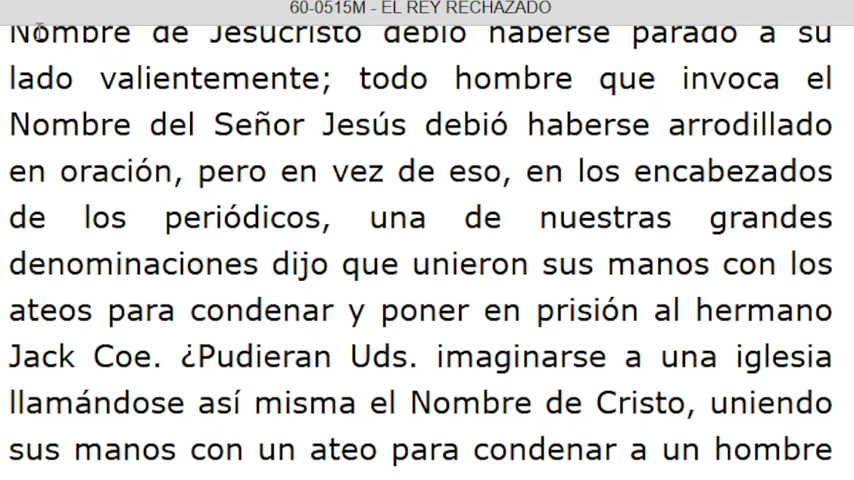 60-0515M - EL REY RECHAZADO
Nombre de Jesucristo debió haberse parado a su
lado valientemente; todo hombre que invoca el
Nombre del Señor Jesús debió haberse arrodillado
en oración, pero en vez de eso, en los encabezados
de los periódicos, una de nuestras grandes
denominaciones dijo que unieron sus manos con los
ateos para condenar y poner en prisión al hermano
Jack Coe. ¿Pudieran Uds. imaginarse a una iglesia
llamándose así misma el Nombre de Cristo, uniendo
sus manos con un ateo para condenar a un hombre